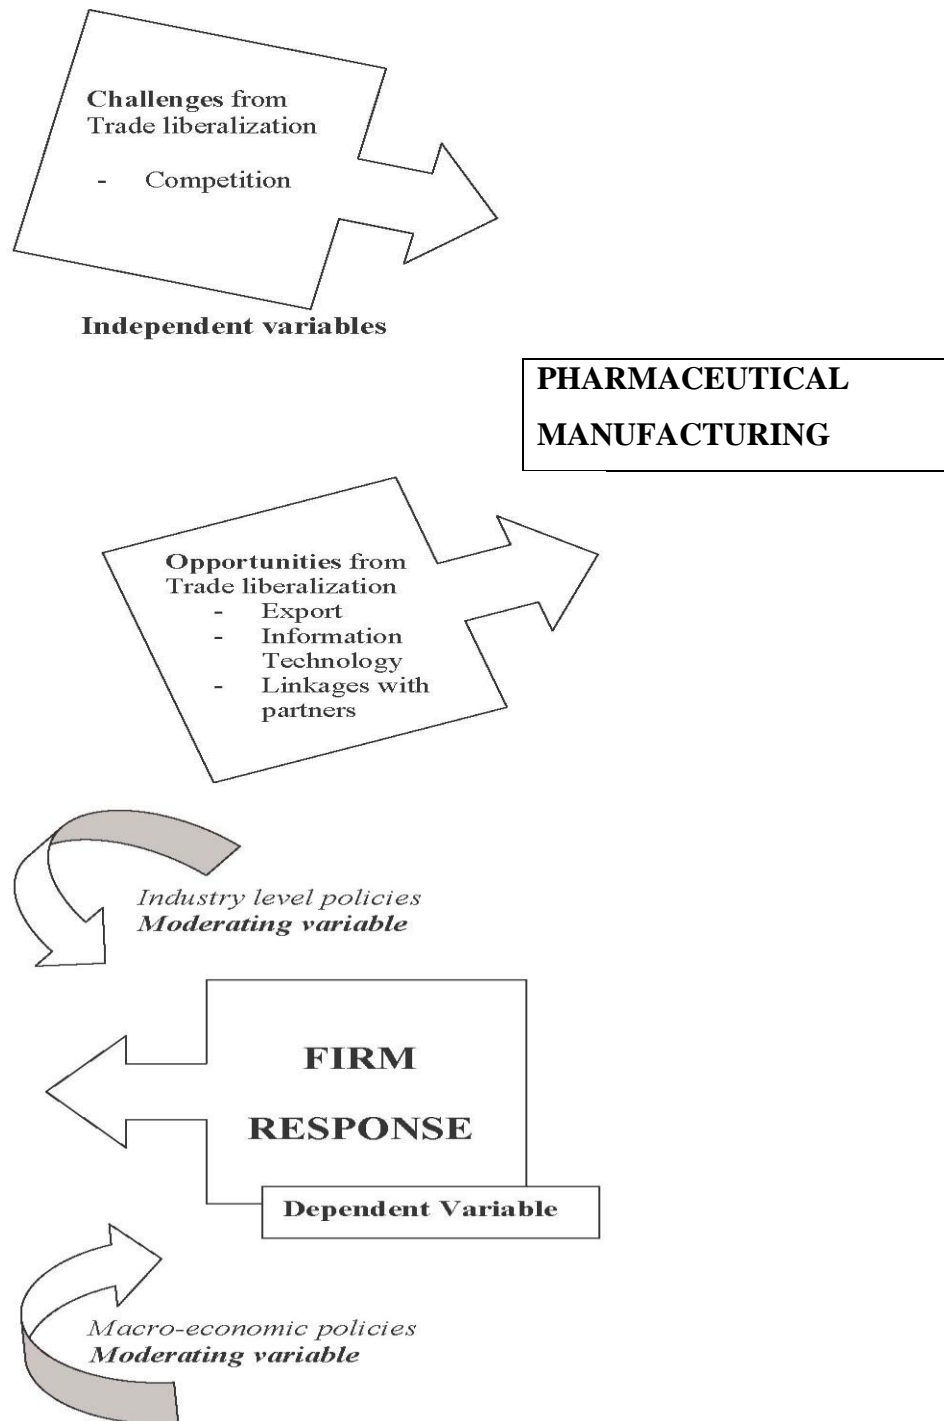 Challenges from
Trade liberalization
- Competition
Independent variables
PHARMACEUTICAL
MANUFACTURING
Opportunities from
Trade liberalization
- Export
- Information
Technology
- Linkages with
partners
Industry level policies
Moderating variable
FIRM
RESPONSE
Dependent Variable
Macro-economic policies
Moderating variable